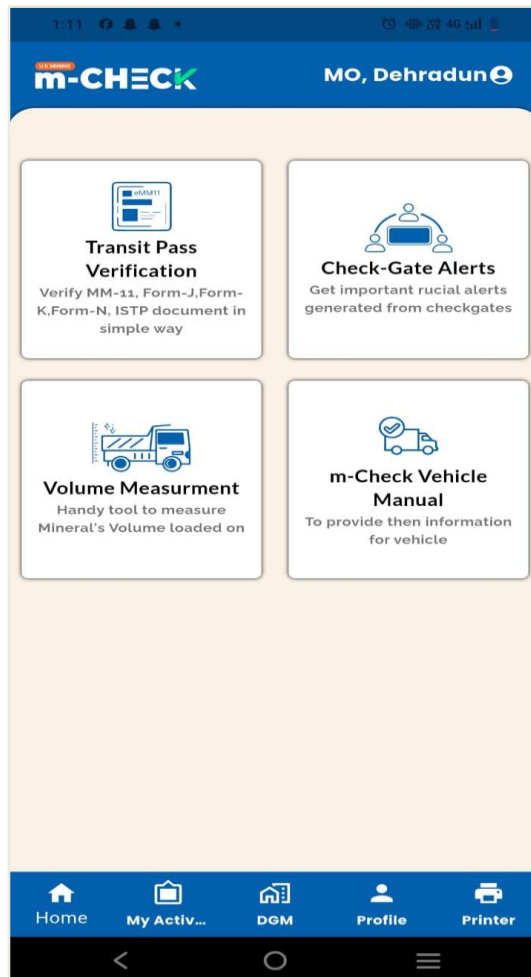 1:11
4G
U K MINING
m-CHECK
MO, Dehradun
eMM11
Transit Pass
Verification
Verify MM-11, Form-J,Form-
K,Form-N, ISTP document in
simple way
Check-Gate Alerts
Get important rucial alerts
generated from checkgates
Volume Measurment
Handy tool to measure
Mineral's Volume loaded on
m-Check Vehicle
Manual
To provide then information
for vehicle
Home
My Activ...
DGM
Profile
Printer